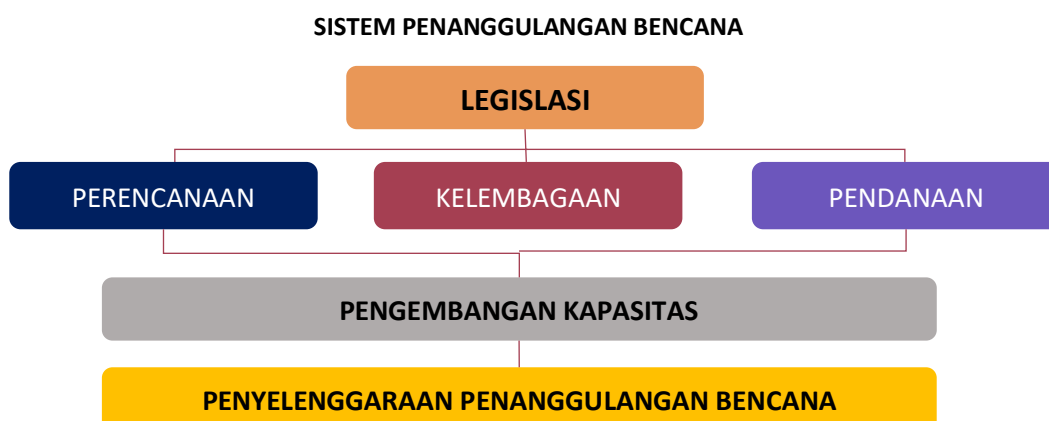 SISTEM PENANGGULANGAN BENCANA
LEGISLASI
PERENCANAAN
KELEMBAGAAN
PENDANAAN
PENGEMBANGAN KAPASITAS
PENYELENGGARAAN PENANGGULANGAN BENCANA